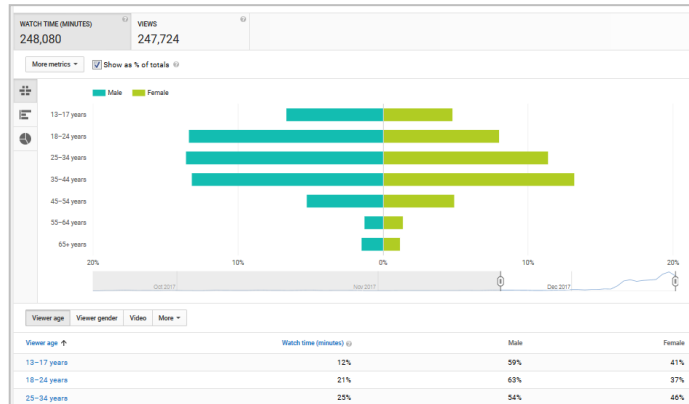 WATCH TIME (MINUTES) VIEWS
248,080 247,724
More metrics Show as % of totals
Male Female
13–17 years
18–24 years
25–34 years
35–44 years
45–54 years
55–64 years
65+ years
20% 10% 0% 10% 20%
Oct 2017 Nov 2017 Dec 2017
Viewer age Viewer gender Video More
Viewer age Watch time (minutes) Male Female
13–17 years 12% 59% 41%
18–24 years 21% 63% 37%
25–34 years 25% 54% 46%